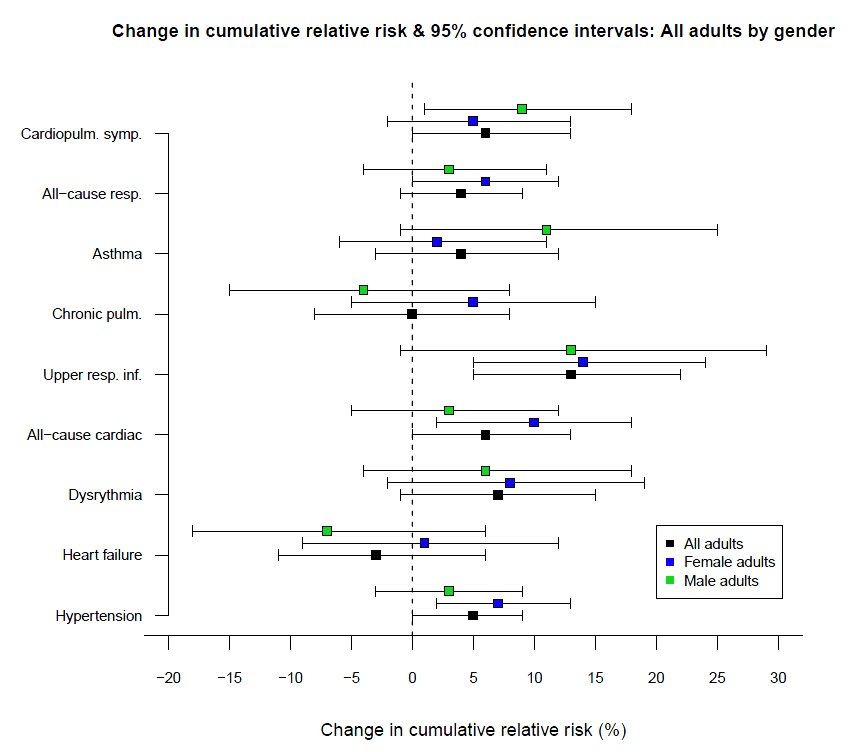 Change in cumulative relative risk & 95% confidence intervals: All adults by gender
Cardiopulm. symp.
All−cause resp.
Asthma
Chronic pulm.
Upper resp. inf.
All−cause cardiac
Dysrythmia
Heart failure
Hypertension
All adults
Female adults
Male adults
−20 −15 −10 −5 0 5 10 15 20 25 30
Change in cumulative relative risk (%)